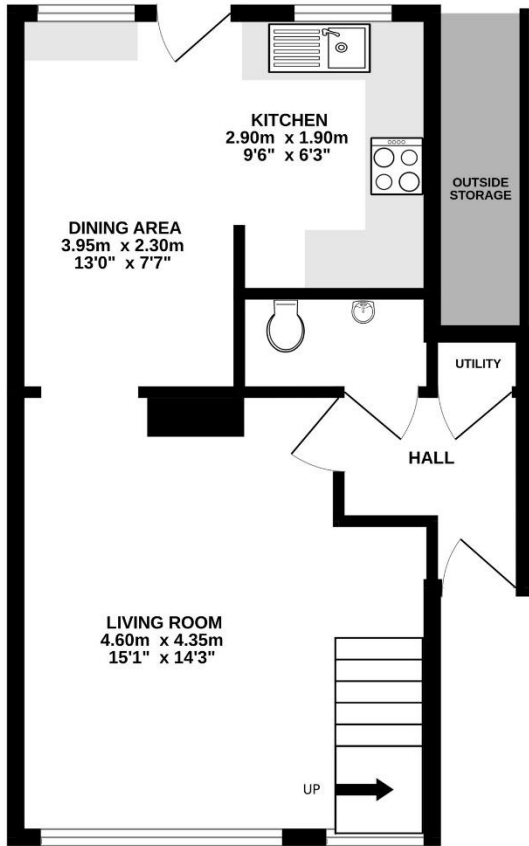 KITCHEN
2.90m x 1.90m
9'6" x 6'3"
OUTSIDE
STORAGE
DINING AREA
3.95m x 2.30m
13'0" x 7'7"
UTILITY
HALL
LIVING ROOM
4.60m x 4.35m
15'1" x 14'3"
UP